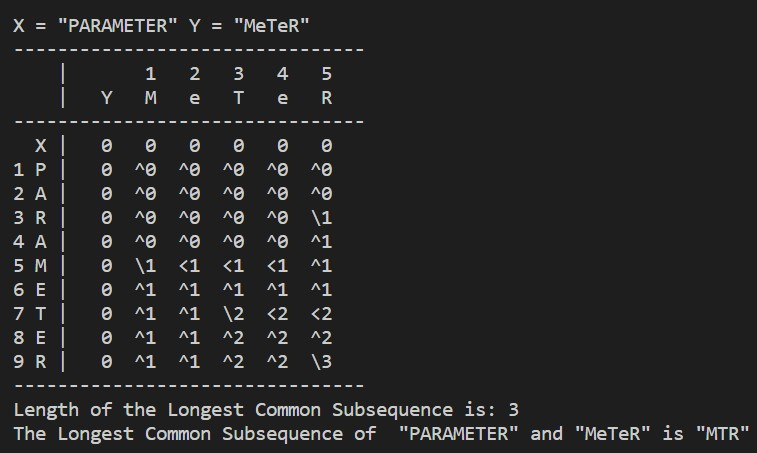 X = "PARAMETER" Y = "MeTeR"
--------------------------------
    |       1   2   3   4   5
    |   Y   M   e   T   e   R
--------------------------------
  X |   0   0   0   0   0   0
1 P |   0  ^0  ^0  ^0  ^0  ^0
2 A |   0  ^0  ^0  ^0  ^0  ^0
3 R |   0  ^0  ^0  ^0  ^0  \1
4 A |   0  ^0  ^0  ^0  ^0  ^1
5 M |   0  \1  <1  <1  <1  ^1
6 E |   0  ^1  ^1  ^1  ^1  ^1
7 T |   0  ^1  ^1  \2  <2  <2
8 E |   0  ^1  ^1  ^2  ^2  ^2
9 R |   0  ^1  ^1  ^2  ^2  \3
--------------------------------
Length of the Longest Common Subsequence is: 3
The Longest Common Subsequence of  "PARAMETER" and "MeTeR" is "MTR"